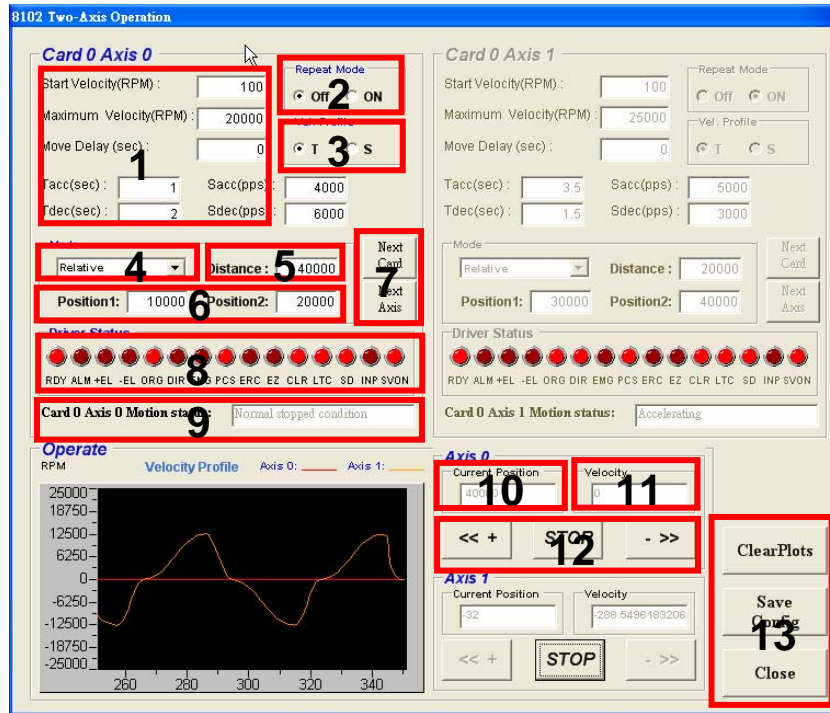 8102 Two-Axis Operation
Card 0 Axis 0
Start Velocity(RPM) : 100
Maximum Velocity(RPM) : 20000
Move Delay (sec) : 0
Tacc(sec) : 1 Sacc(pps) : 4000
Tdec(sec) : 2 Sdec(pps) : 6000
1
Repeat Mode
Off ON
2
Vel. Profile
T S
3
Mode
Relative
4
Distance : 40000
5
Position1: 10000 Position2: 20000
6
Next Card
Next Axis
7
Driver Status
RDY ALM +EL -EL ORG DIR EMG PCS ERC EZ CLR LTC SD INP SVON
8
Card 0 Axis 0 Motion status: Normal stopped condition
9
Card 0 Axis 1
Start Velocity(RPM) : 100
Maximum Velocity(RPM) : 25000
Move Delay (sec) : 0
Tacc(sec) : 3.5 Sacc(pps) : 5000
Tdec(sec) : 1.5 Sdec(pps) : 3000
Repeat Mode
Off ON
Vel. Profile
T S
Mode
Relative
Distance : 20000
Position1: 30000 Position2: 40000
Next Card
Next Axis
Driver Status
RDY ALM +EL -EL ORG DIR EMG PCS ERC EZ CLR LTC SD INP SVON
Card 0 Axis 1 Motion status: Accelerating
Operate
RPM Velocity Profile Axis 0: Axis 1:
25000
18750
12500
6250
0
-6250
-12500
-18750
-25000
260 280 300 320 340
Axis 0
Current Position
40000
10
Velocity
0
11
<< + STOP - >>
12
Axis 1
Current Position
-32
Velocity
-288.5496183206
<< + STOP - >>
ClearPlots
Save
Config
Close
13